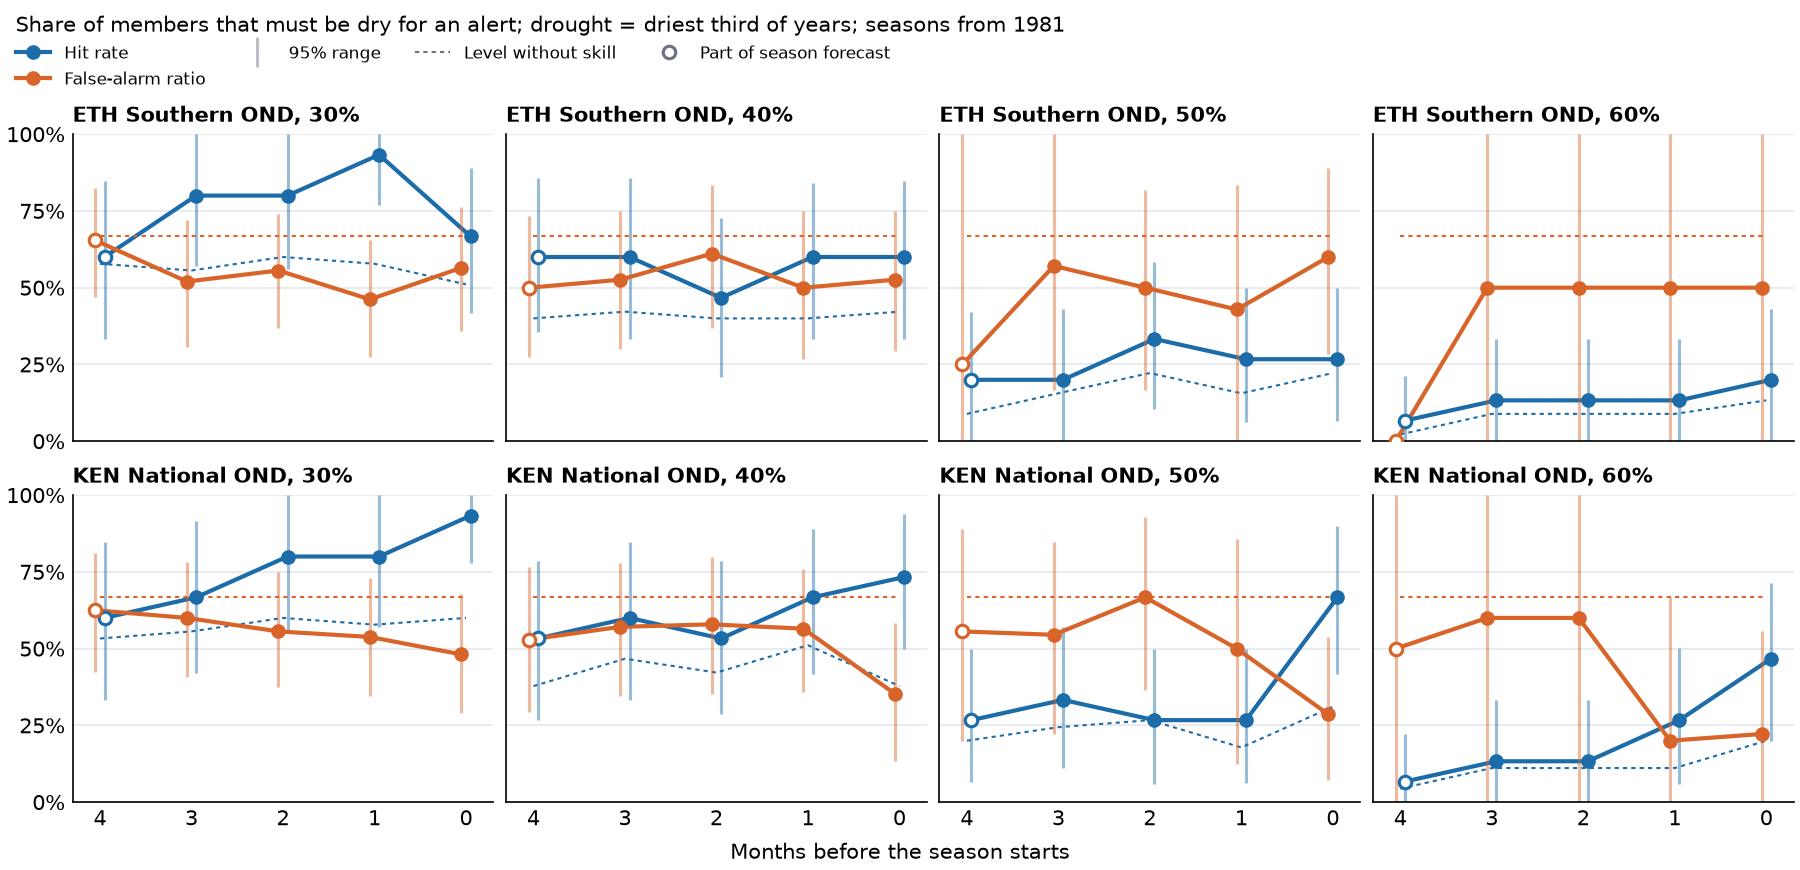 Share of members that must be dry for an alert; drought = driest third of years; seasons from 1981
Hit rate
95% range
Level without skill
Part of season forecast
False-alarm ratio
ETH Southern OND, 30%
ETH Southern OND, 40%
ETH Southern OND, 50%
ETH Southern OND, 60%
100%
75%
50%
25%
0%
KEN National OND, 30%
KEN National OND, 40%
KEN National OND, 50%
KEN National OND, 60%
100%
75%
50%
25%
0%
4 3 2 1 0
4 3 2 1 0
4 3 2 1 0
4 3 2 1 0
Months before the season starts